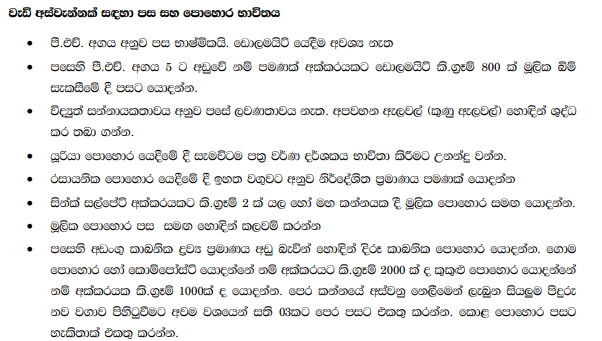 වැඩි අස්වැන්නක් සඳහා පස සහ පොහොර භාවිතය
• පී.එච්. අගය අනුව පස භාෂ්මිකයි. ඩොලමයිට් යෙදීම අවශ්‍ය නැත
• පසෙහි පී.එච්. අගය 5 ට අඩුවේ නම් පමණක් අක්කරයකට ඩොලමයිට් කි.ග්‍රෑම් 800 ක් මූලික බිම්
සැකසීමේ දී පසට යොදන්න.
• විද්‍යුත් සන්නායකතාවය අනුව පසේ ලවණතාවය නැත. අපවහන ඇලවල් (කුණු ඇලවල්) හොඳින් ශුද්ධ
කර තබා ගන්න.
• යූරියා පොහොර යෙදීමේ දී සැමවිටම පත්‍ර වර්ණ දර්ශකය භාවිතා කිරීමට උනන්දු වන්න.
• රසායනික පොහොර යෙදීමේ දී ඉහත වගුවට අනුව නිර්දේශිත ප්‍රමාණය පමණක් යොදන්න
• සින්ක් සල්පේට් අක්කරයකට කි.ග්‍රෑම් 2 ක් යල හෝ මහ කන්නයක දී මූලික පොහොර සමඟ යොදන්න.
• මූලික පොහොර පස සමඟ හොඳින් කලවම් කරන්න
• පසෙහි අඩංගු කාබනික ද්‍රව්‍ය ප්‍රමාණය අඩු බැවින් හොඳින් දිරූ කාබනික පොහොර යොදන්න. ගොම
පොහොර හෝ කොම්පෝස්ට් යොදන්නේ නම් අක්කරයට කි.ග්‍රෑම් 2000 ක් ද කුකුළු පොහොර යොදන්නේ
නම් අක්කරයක කි.ග්‍රෑම් 1000ක් ද යොදන්න. පෙර කන්නයේ අස්වනු නෙලීමෙන් ලැබුන සියලුම පිදුරු
නව වගාව පිහිටුවීමට අවම වශයෙන් සති 03කට පෙර පසට එකතු කරන්න. කොළ පොහොර පසට
හැකිතාක් එකතු කරන්න.